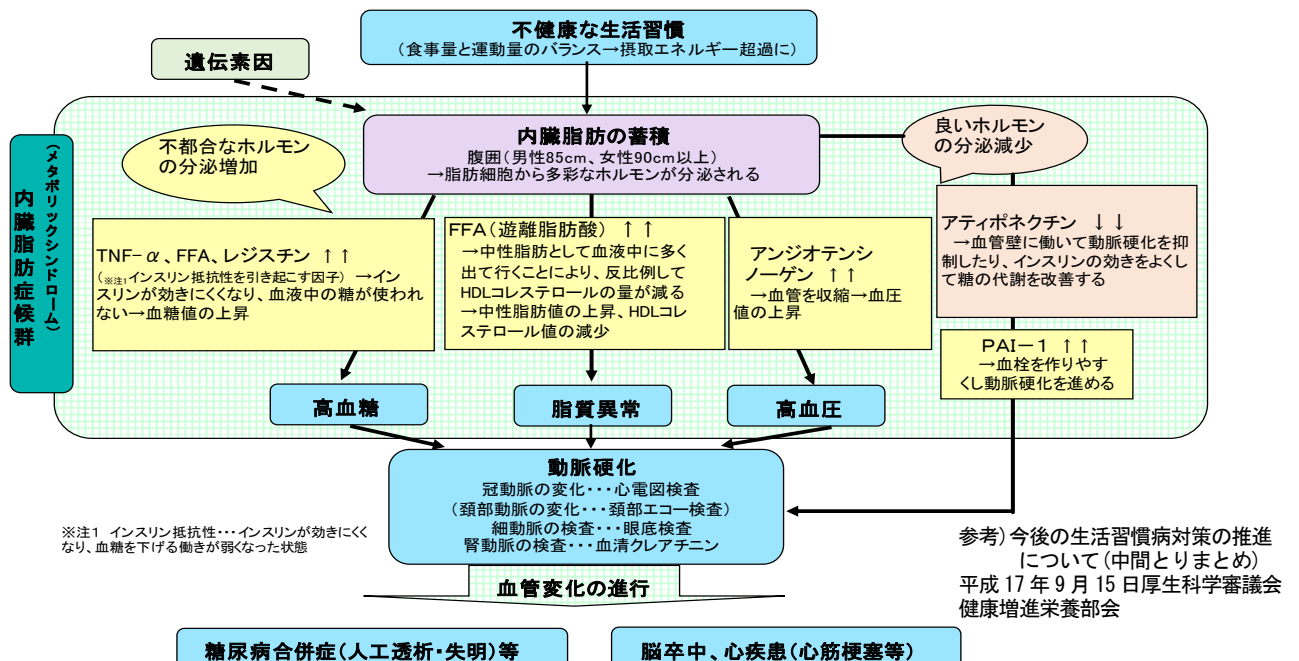 不健康な生活習慣
（食事量と運動量のバランス→摂取エネルギー超過に）
遺伝素因
内臓脂肪症候群
（メタボリックシンドローム）
内臓脂肪の蓄積
腹囲（男性85cm、女性90cm以上）
→脂肪細胞から多彩なホルモンが分泌される
不都合なホルモン
の分泌増加
良いホルモン
の分泌減少
TNF-α、FFA、レジスチン ↑↑
（※注1インスリン抵抗性を引き起こす因子） →イン
スリンが効きにくくなり、血液中の糖が使われ
ない→血糖値の上昇
FFA（遊離脂肪酸） ↑↑
→中性脂肪として血液中に多く
出て行くことにより、反比例して
HDLコレステロールの量が減る
→中性脂肪値の上昇、HDLコレ
ステロール値の減少
アンジオテンシ
ノーゲン ↑↑
→血管を収縮→血圧
値の上昇
アティポネクチン ↓↓
→血管壁に働いて動脈硬化を抑
制したり、インスリンの効きをよくし
て糖の代謝を改善する
PAI－1 ↑↑
→血栓を作りやす
くし動脈硬化を進める
高血糖
脂質異常
高血圧
動脈硬化
冠動脈の変化・・・心電図検査
（頚部動脈の変化・・・頚部エコー検査）
細動脈の検査・・・眼底検査
腎動脈の検査・・・血清クレアチニン
※注1 インスリン抵抗性・・・インスリンが効きにくく
なり、血糖を下げる働きが弱くなった状態
参考）今後の生活習慣病対策の推進
について（中間とりまとめ）
平成17年9月15日厚生科学審議会
健康増進栄養部会
血管変化の進行
糖尿病合併症（人工透析・失明）等
脳卒中、心疾患（心筋梗塞等）